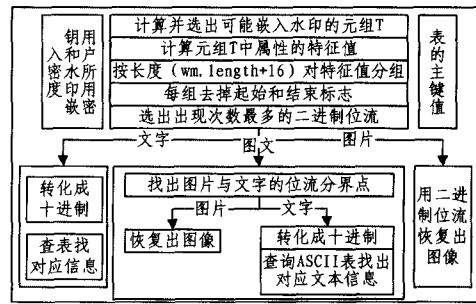 用户所用密
钥和水印嵌
入密度
计算并选出可能嵌入水印的元组T
计算元组T中属性的特征值
按长度(wm.length+16)对特征值分组
每组去掉起始和结束标志
选出出现次数最多的二进制位流
表的主键值
文字
图文
图片
转化成
十进制
查表找
对应信息
找出图片与文字的位流分界点
图片
文字
恢复出图像
转化成十进制
查询ASCII表找出
对应文本信息
用二进
制位流
恢复出
图像